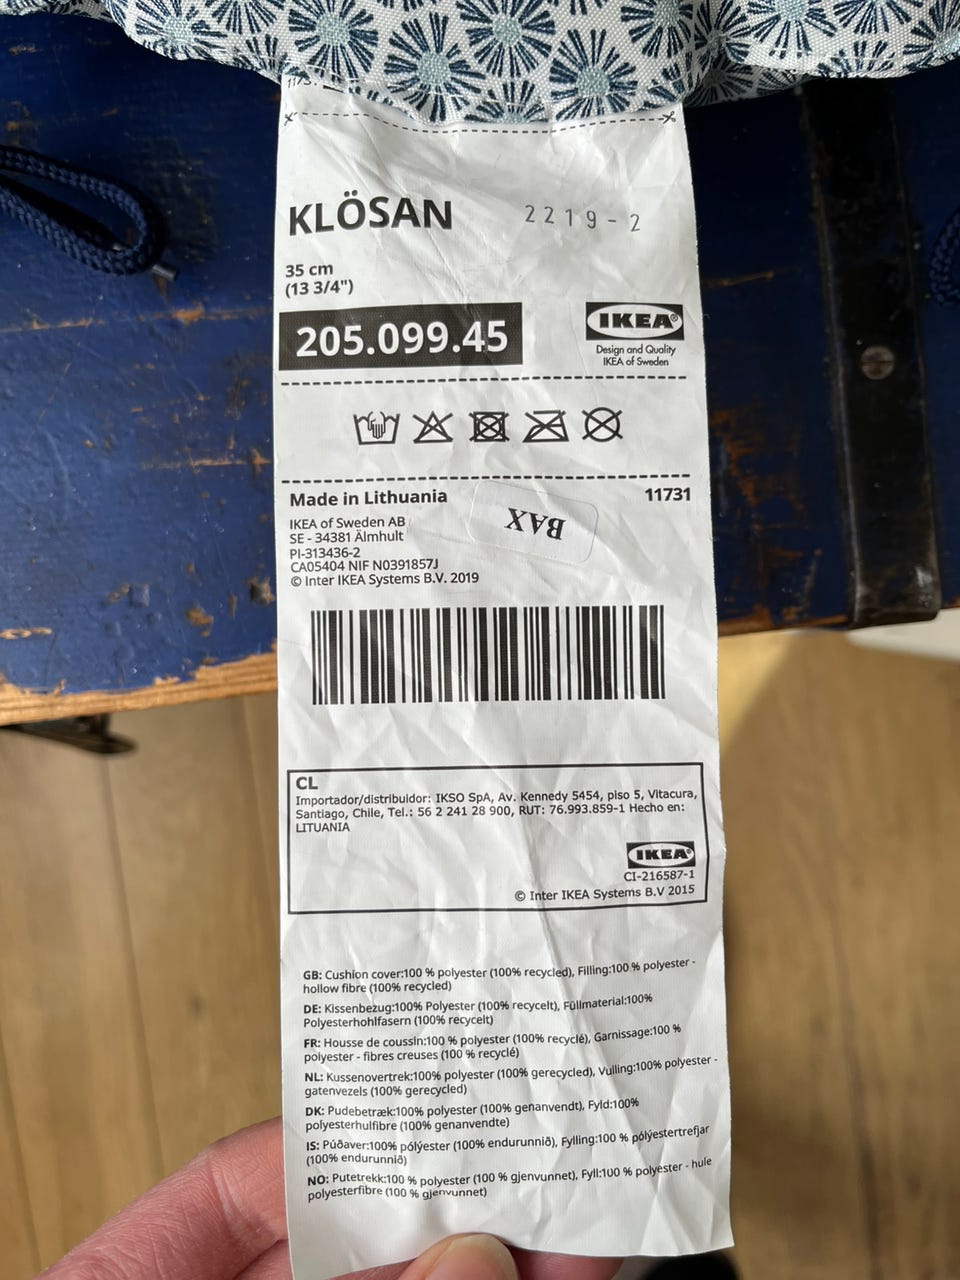 KLÖSAN
2219-2
35 cm
(13 3/4")
205.099.45
IKEA®
Design and Quality
IKEA of Sweden
Made in Lithuania
11731
BAX
IKEA of Sweden AB
SE - 34381 Älmhult
PI-313436-2
CA05404 NIF N0391857J
© Inter IKEA Systems B.V. 2019
CL
Importador/distribuidor: IKSO SpA, Av. Kennedy 5454, piso 5, Vitacura,
Santiago, Chile, Tel.: 56 2 241 28 900, RUT: 76.993.859-1 Hecho en:
LITUANIA
IKEA®
CI-216587-1
© Inter IKEA Systems B.V 2015
GB: Cushion cover:100 % polyester (100% recycled), Filling:100 % polyester -
hollow fibre (100% recycled)
DE: Kissenbezug:100% Polyester (100% recycelt), Füllmaterial:100%
Polyesterhohlfasern (100% recycelt)
FR: Housse de coussin:100 % polyester (100% recyclé), Garnissage:100 %
polyester - fibres creuses (100 % recyclé)
NL: Kussenovertrek:100% polyester (100% gerecycled), Vulling:100% polyester -
gatenvezels (100% gerecycled)
DK: Pudebetræk:100% polyester (100% genanvendt), Fyld:100%
polyesterhulfibre (100% genanvendte)
IS: Púðaver:100% pólýester (100% endurunnið), Fylling:100 % pólýestertrefjar
(100% endurunnið)
NO: Putetrekk:100 % polyester (100 % gjenvunnet), Fyll:100 % polyester - hule
polyesterfibre (100 % gjenvunnet)